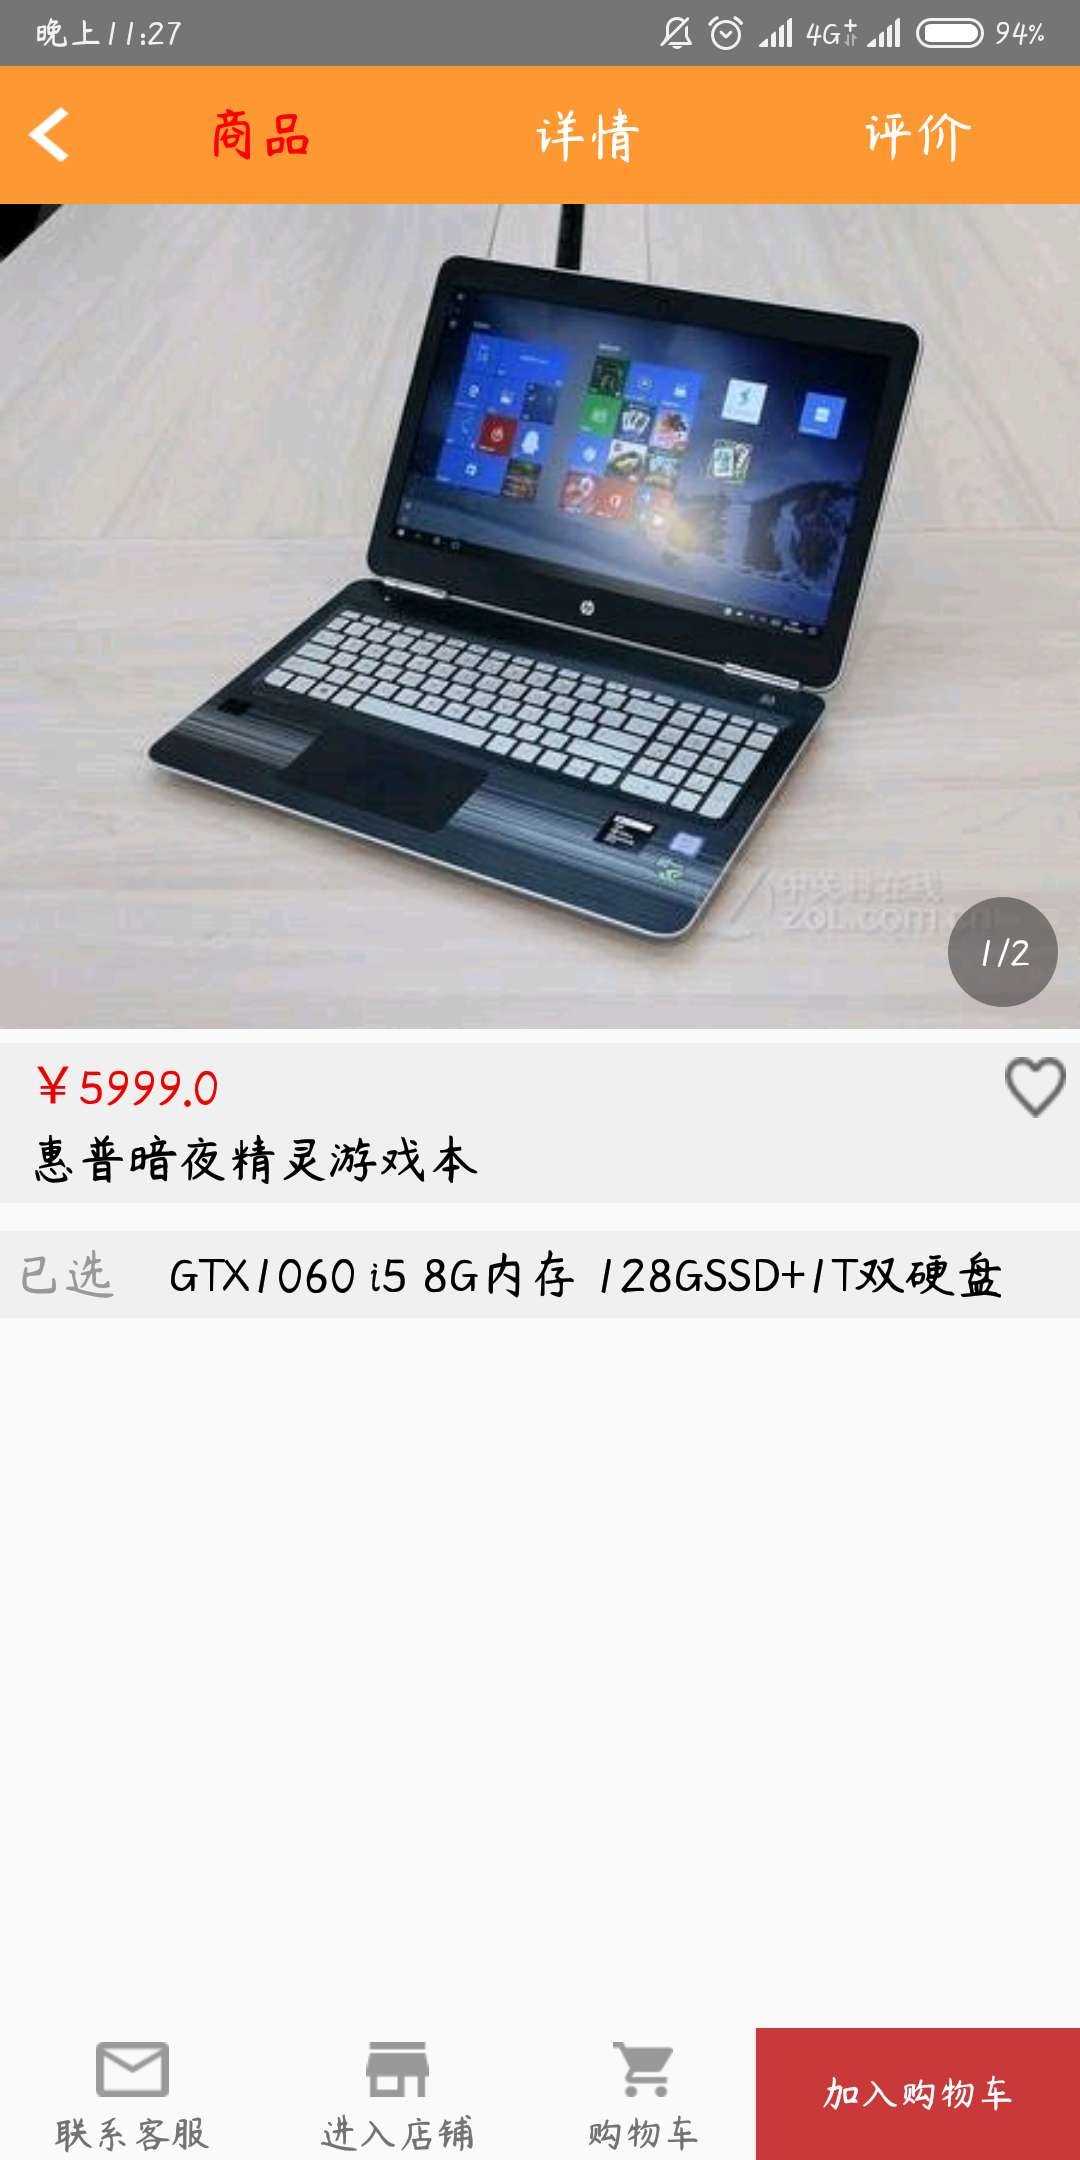 晚上11:27 4G+ 94%
商品 详情 评价
hp
中关村在线
zol.com.cn
1/2
￥5999.0
惠普暗夜精灵游戏本
已选 GTX1060 i5 8G内存 128GSSD+1T双硬盘
联系客服 进入店铺 购物车 加入购物车